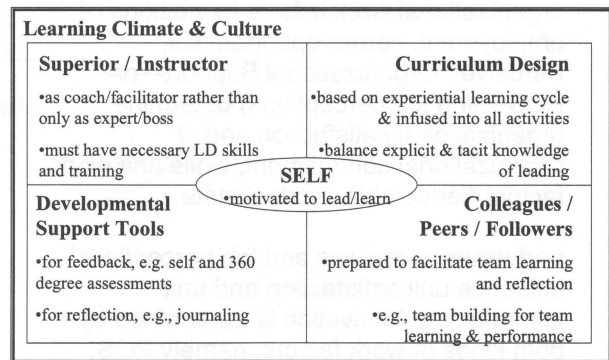 Learning Climate & Culture
Superior / Instructor
•as coach/facilitator rather than
only as expert/boss
•must have necessary LD skills
and training
Curriculum Design
•based on experiential learning cycle
& infused into all activities
•balance explicit & tacit knowledge
of leading
SELF
•motivated to lead/learn
Developmental
Support Tools
•for feedback, e.g. self and 360
degree assessments
•for reflection, e.g., journaling
Colleagues /
Peers / Followers
•prepared to facilitate team learning
and reflection
•e.g., team building for team
learning & performance